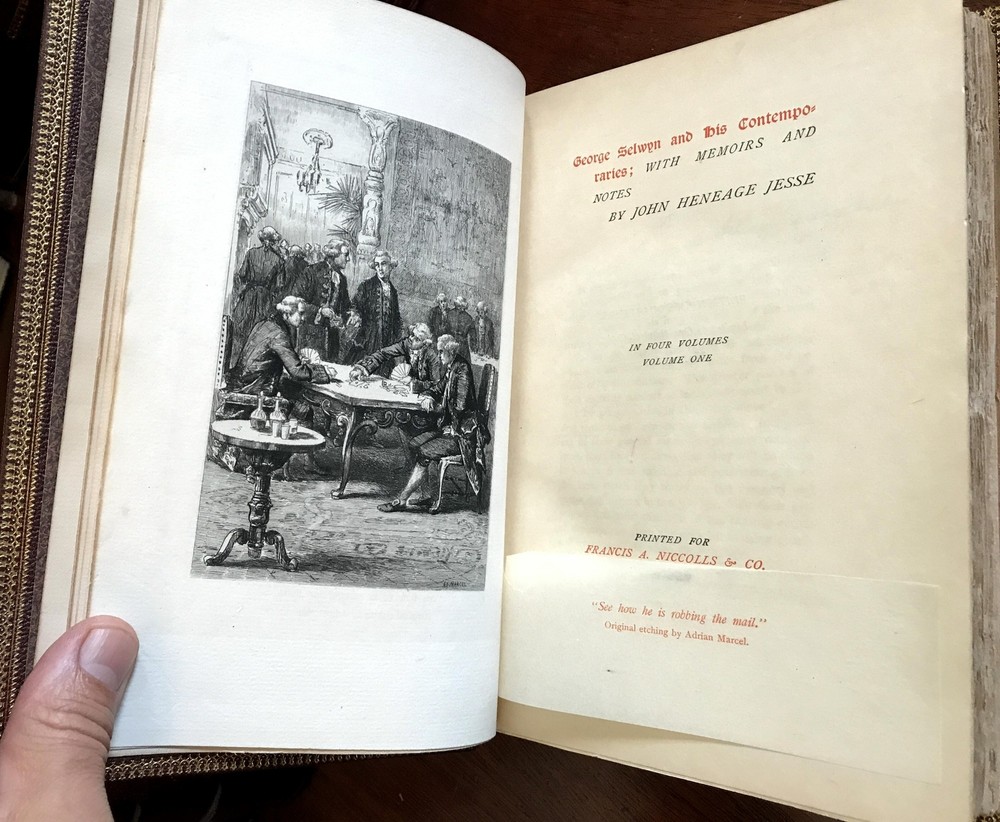 George Selwyn and His Contempo=
raries; WITH MEMOIRS AND
NOTES
BY JOHN HENEAGE JESSE
IN FOUR VOLUMES
VOLUME ONE
PRINTED FOR
FRANCIS A. NICCOLLS & CO.
"See how he is robbing the mail."
Original etching by Adrian Marcel.